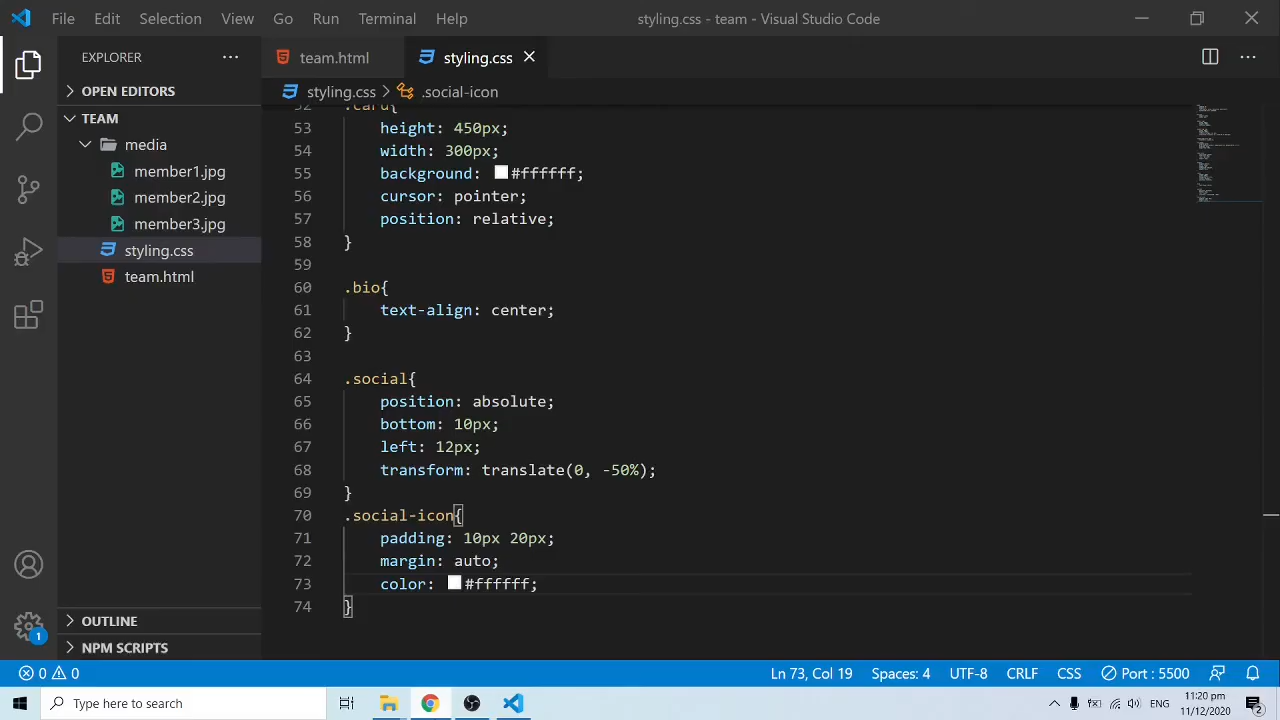 File Edit Selection View Go Run Terminal Help styling.css - team - Visual Studio Code
EXPLORER
team.html styling.css
OPEN EDITORS
styling.css > .social-icon
TEAM
media
member1.jpg
member2.jpg
member3.jpg
styling.css
team.html
OUTLINE
NPM SCRIPTS
52 .card{
53 height: 450px;
54 width: 300px;
55 background: #ffffff;
56 cursor: pointer;
57 position: relative;
58 }
59
60 .bio{
61 text-align: center;
62 }
63
64 .social{
65 position: absolute;
66 bottom: 10px;
67 left: 12px;
68 transform: translate(0, -50%);
69 }
70 .social-icon{
71 padding: 10px 20px;
72 margin: auto;
73 color: #ffffff;
74 }
1
0 0 Ln 73, Col 19 Spaces: 4 UTF-8 CRLF CSS Port : 5500
Type here to search
ENG
11:20 pm
11/12/2020
2